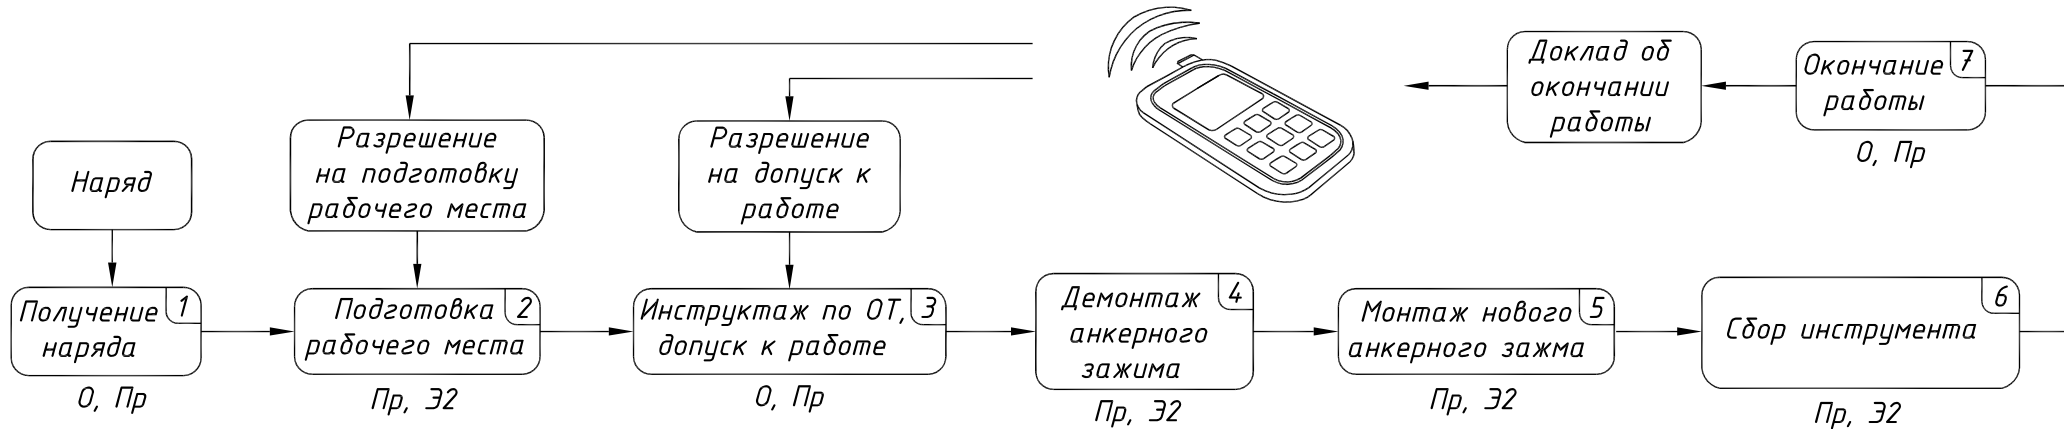 Наряд
Получение
наряда
1
О, Пр
Разрешение
на подготовку
рабочего места
Подготовка
рабочего места
2
Пр, Э2
Разрешение
на допуск к
работе
Инструктаж по ОТ,
допуск к работе
3
О, Пр
Демонтаж
анкерного
зажима
4
Пр, Э2
Монтаж нового
анкерного зажма
5
Пр, Э2
Сбор инструмента
6
Пр, Э2
Окончание
работы
7
О, Пр
Доклад об
окончании
работы